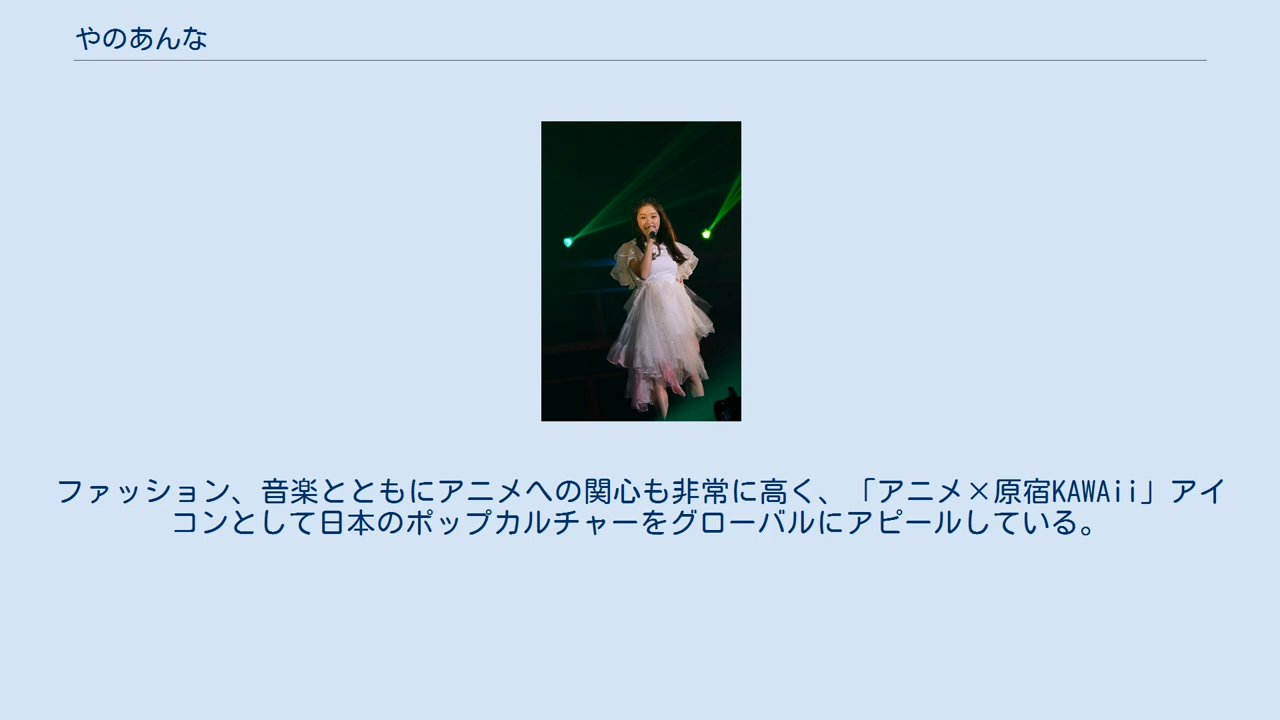 やのあんな
ファッション、音楽とともにアニメへの関心も非常に高く、「アニメ×原宿KAWAii」アイ
コンとして日本のポップカルチャーをグローバルにアピールしている。